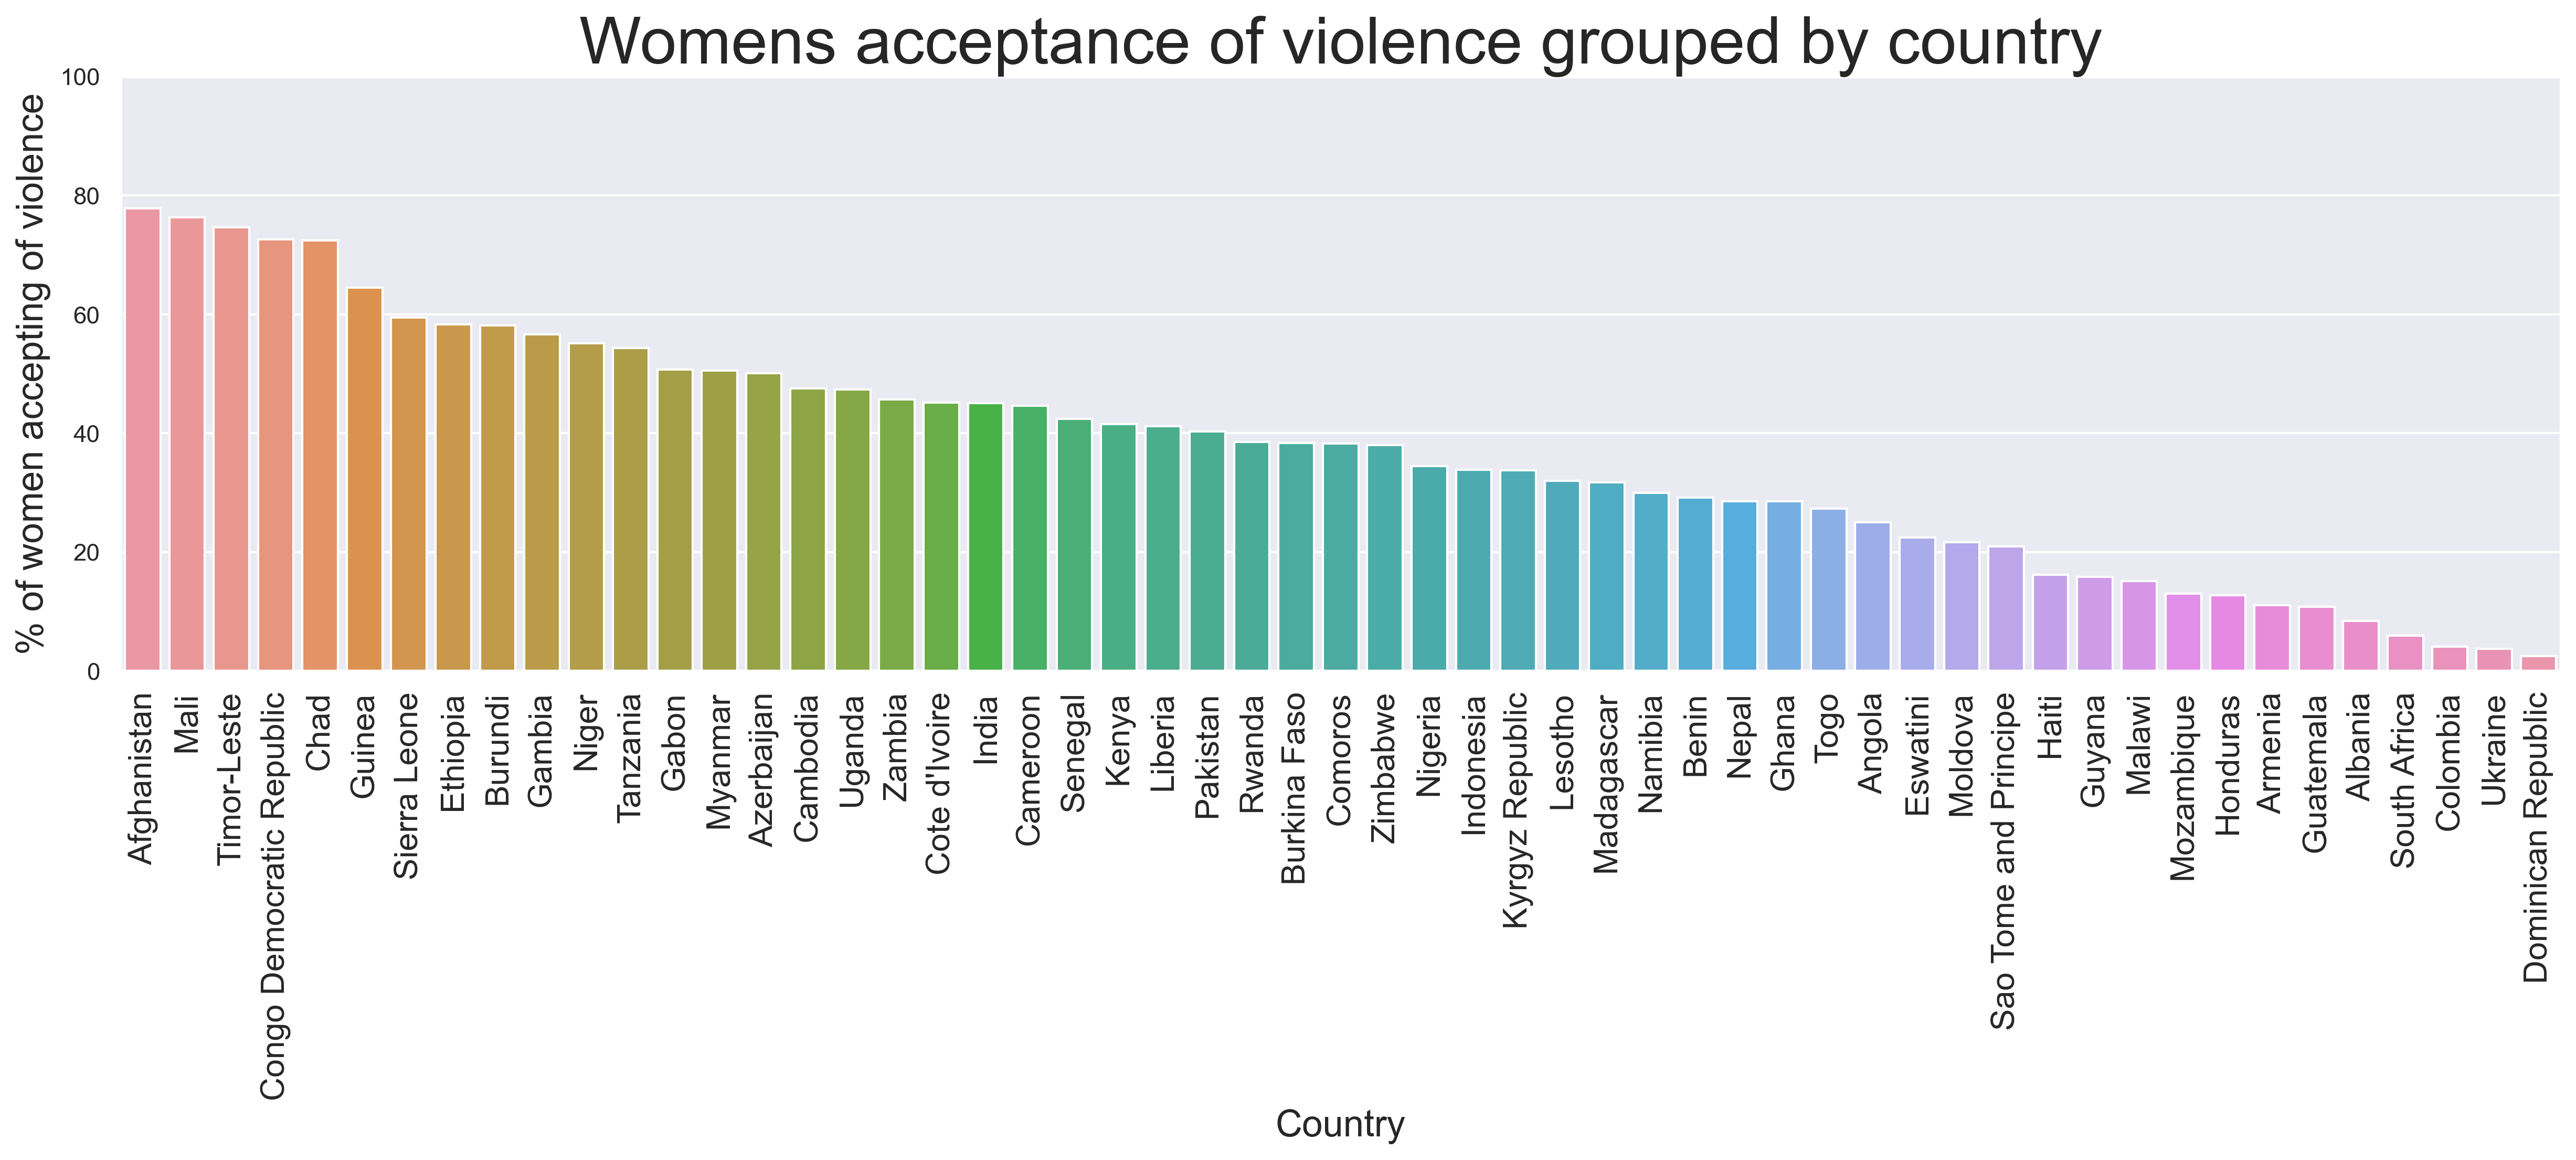 Womens acceptance of violence grouped by country
% of women accepting of violence
100
80
60
40
20
0
Afghanistan
Mali
Timor-Leste
Congo Democratic Republic
Chad
Guinea
Sierra Leone
Ethiopia
Burundi
Gambia
Niger
Tanzania
Gabon
Myanmar
Azerbaijan
Cambodia
Uganda
Zambia
Cote d'Ivoire
India
Cameroon
Senegal
Kenya
Liberia
Pakistan
Rwanda
Burkina Faso
Comoros
Zimbabwe
Nigeria
Indonesia
Kyrgyz Republic
Lesotho
Madagascar
Namibia
Benin
Nepal
Ghana
Togo
Angola
Eswatini
Moldova
Sao Tome and Principe
Haiti
Guyana
Malawi
Mozambique
Honduras
Armenia
Guatemala
Albania
South Africa
Colombia
Ukraine
Dominican Republic
Country